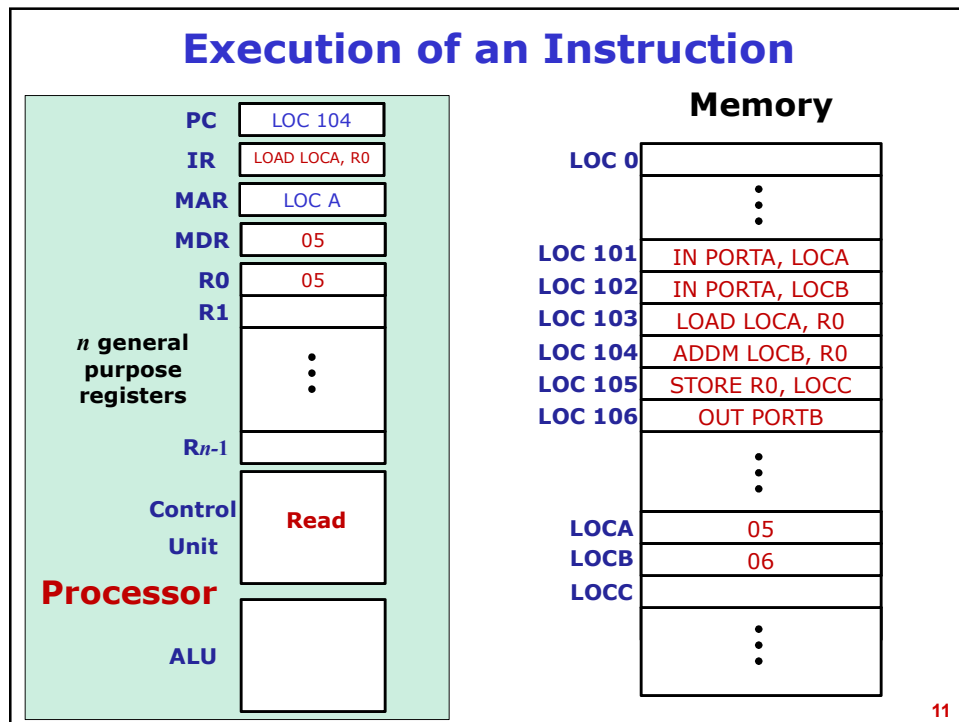 Execution of an Instruction
PC LOC 104
IR LOAD LOCA, R0
MAR LOC A
MDR 05
R0 05
R1
n general
purpose
registers
Rn-1
Control
Unit
Read
Processor
ALU
Memory
LOC 0
LOC 101 IN PORTA, LOCA
LOC 102 IN PORTA, LOCB
LOC 103 LOAD LOCA, R0
LOC 104 ADDM LOCB, R0
LOC 105 STORE R0, LOCC
LOC 106 OUT PORTB
LOCA 05
LOCB 06
LOCC
11